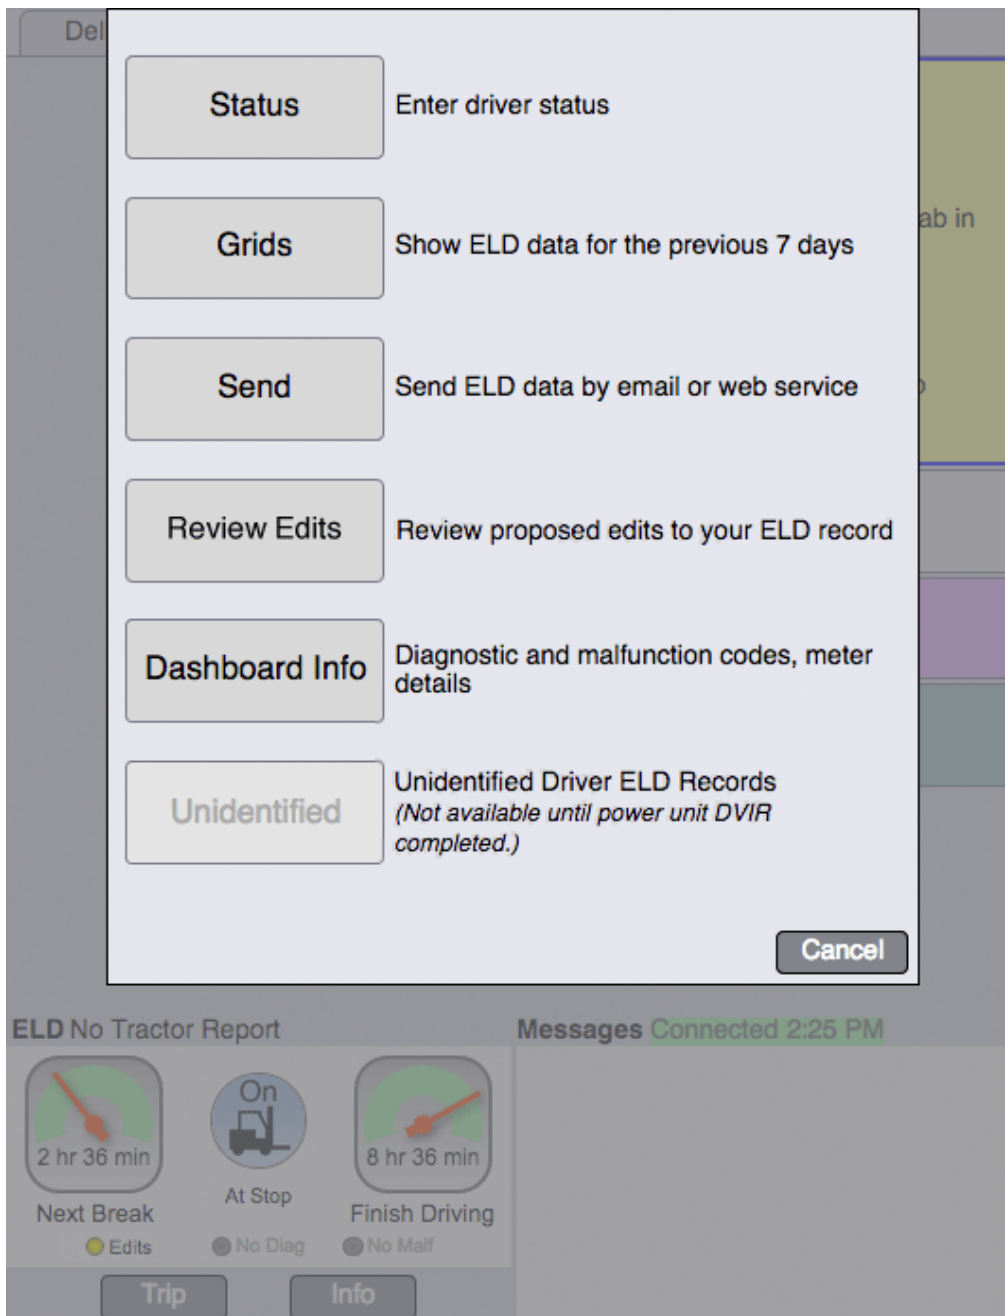 Del
Status
Enter driver status
Grids
Show ELD data for the previous 7 days
ab in
Send
Send ELD data by email or web service
Review Edits
Review proposed edits to your ELD record
Dashboard Info
Diagnostic and malfunction codes, meter
details
Unidentified
Unidentified Driver ELD Records
(Not available until power unit DVIR
completed.)
Cancel
ELD No Tractor Report
Messages Connected 2:25 PM
On
2 hr 36 min
8 hr 36 min
At Stop
Next Break
Finish Driving
Edits
No Diag
No Malf
Trip
Info